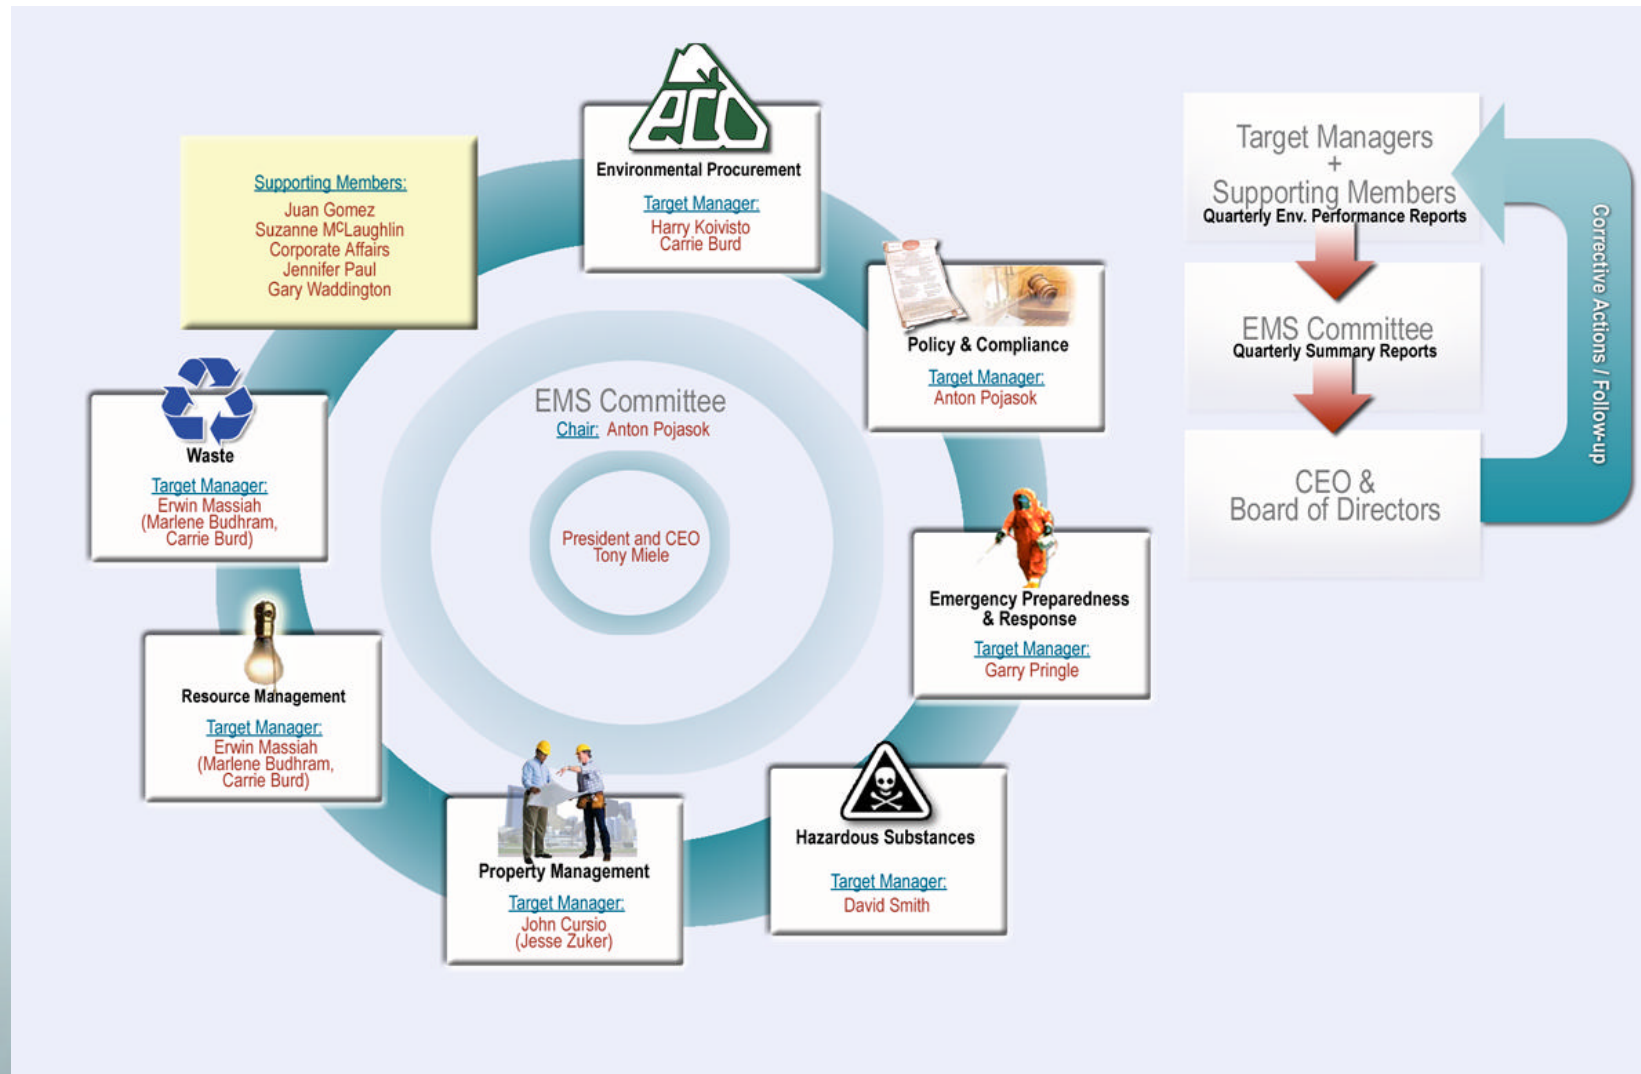 eco
Environmental Procurement
Target Manager:
Harry Koivisto
Carrie Burd
Supporting Members:
Juan Gomez
Suzanne McLaughlin
Corporate Affairs
Jennifer Paul
Gary Waddington
Policy & Compliance
Target Manager:
Anton Pojasok
Waste
Target Manager:
Erwin Massiah
(Marlene Budhram,
Carrie Burd)
EMS Committee
Chair: Anton Pojasok
President and CEO
Tony Miele
Emergency Preparedness
& Response
Target Manager:
Garry Pringle
Resource Management
Target Manager:
Erwin Massiah
(Marlene Budhram,
Carrie Burd)
Property Management
Target Manager:
John Cursio
(Jesse Zuker)
Hazardous Substances
Target Manager:
David Smith
Target Managers
+
Supporting Members
Quarterly Env. Performance Reports
EMS Committee
Quarterly Summary Reports
CEO &
Board of Directors
Corrective Actions / Follow-up